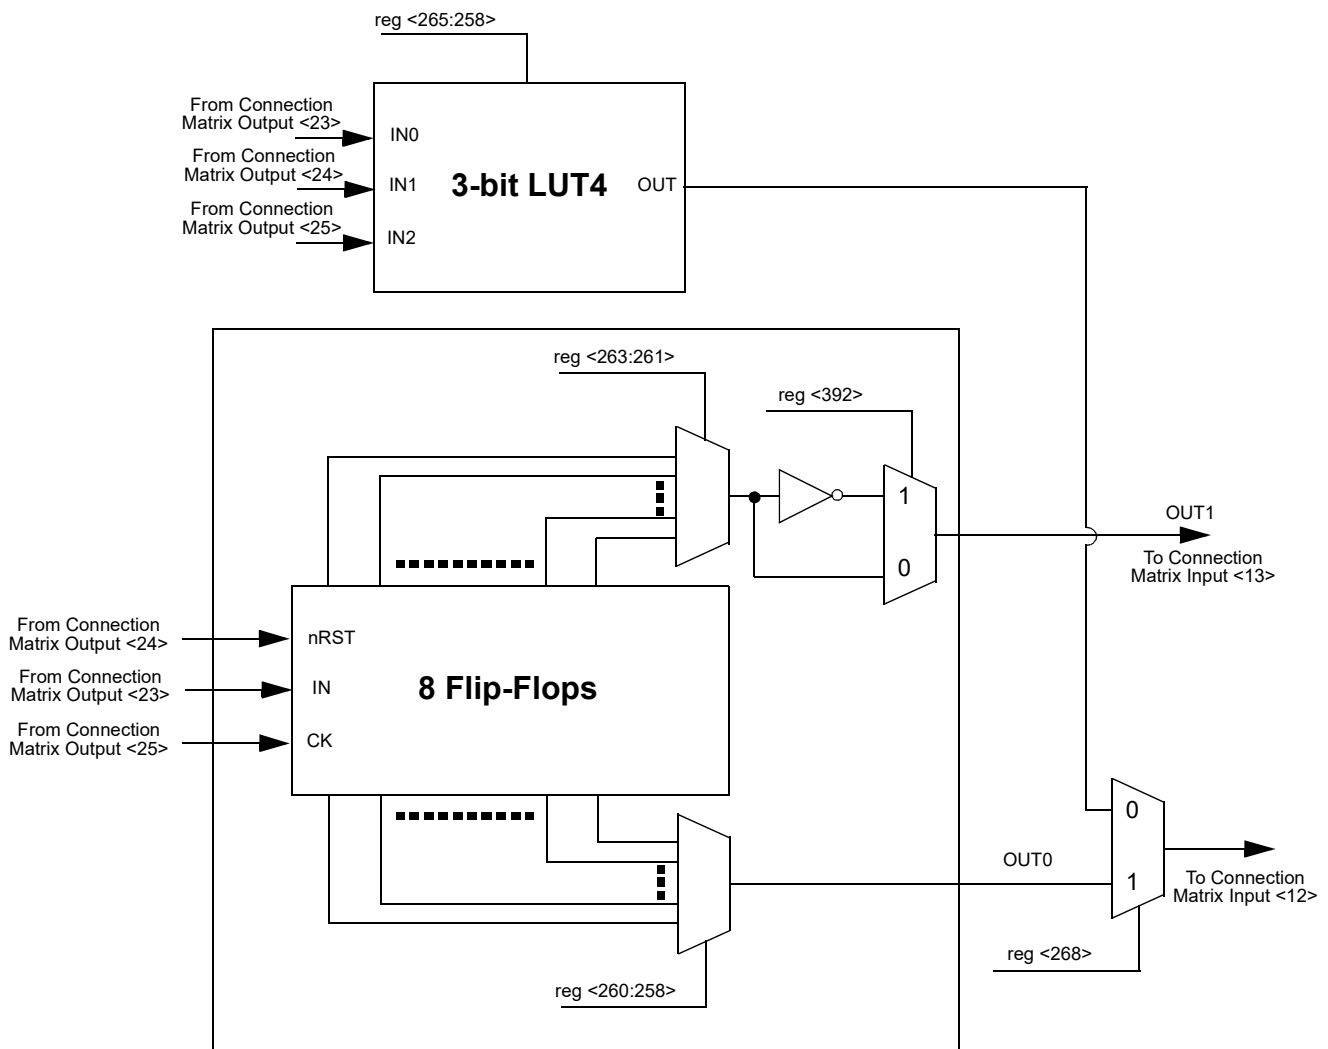 reg <265:258>
From Connection
Matrix Output <23>
IN0
From Connection
Matrix Output <24>
IN1
3-bit LUT4
OUT
From Connection
Matrix Output <25>
IN2
reg <263:261>
reg <392>
1
0
OUT1
To Connection
Matrix Input <13>
From Connection
Matrix Output <24>
nRST
From Connection
Matrix Output <23>
IN
8 Flip-Flops
From Connection
Matrix Output <25>
CK
0
OUT0
1
To Connection
Matrix Input <12>
reg <268>
reg <260:258>